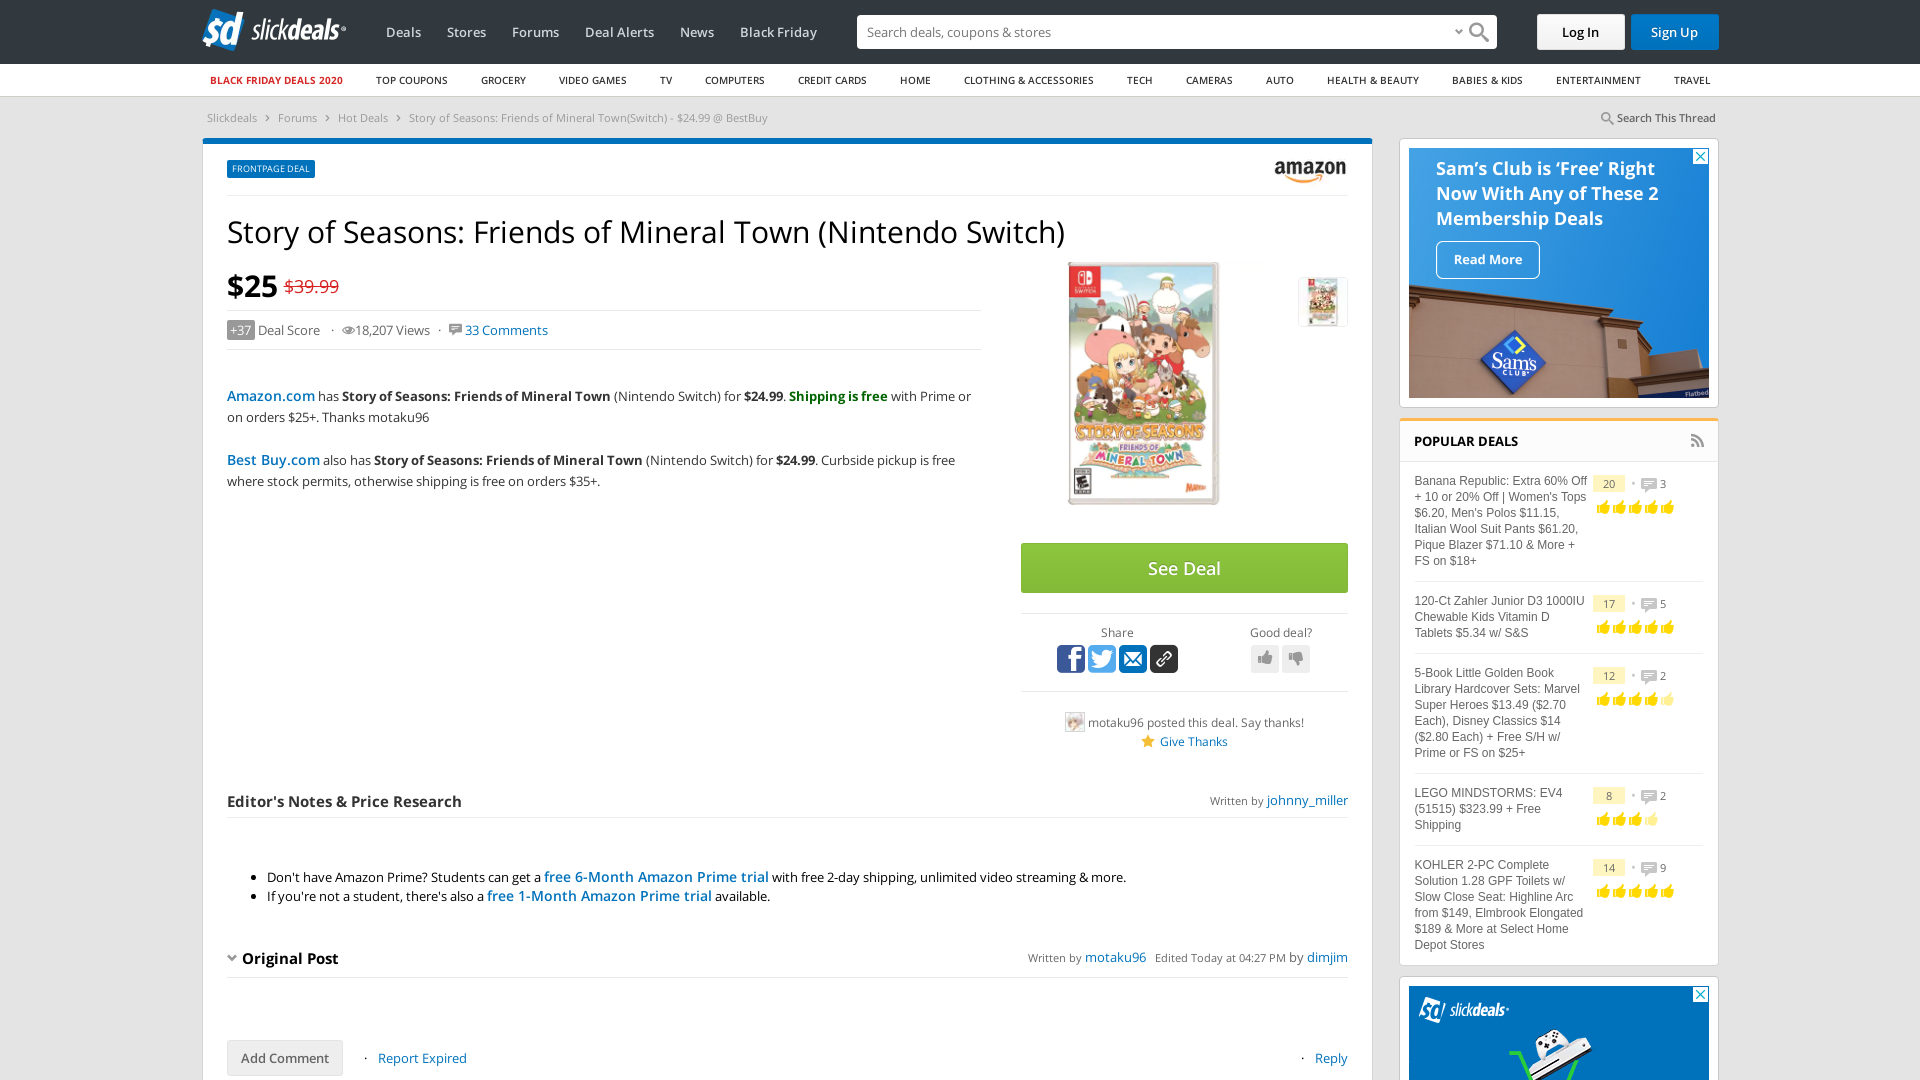 sd slickdeals
Deals
Stores
Forums
Deal Alerts
News
Black Friday
Search deals, coupons & stores
Log In
Sign Up
BLACK FRIDAY DEALS 2020
TOP COUPONS
GROCERY
VIDEO GAMES
TV
COMPUTERS
CREDIT CARDS
HOME
CLOTHING & ACCESSORIES
TECH
CAMERAS
AUTO
HEALTH & BEAUTY
BABIES & KIDS
ENTERTAINMENT
TRAVEL
Slickdeals › Forums › Hot Deals › Story of Seasons: Friends of Mineral Town(Switch) - $24.99 @ BestBuy
Search This Thread
FRONTPAGE DEAL
amazon
Story of Seasons: Friends of Mineral Town (Nintendo Switch)
$25 $39.99
+37 Deal Score · 18,207 Views · 33 Comments
Amazon.com has Story of Seasons: Friends of Mineral Town (Nintendo Switch) for $24.99. Shipping is free with Prime or
on orders $25+. Thanks motaku96
Best Buy.com also has Story of Seasons: Friends of Mineral Town (Nintendo Switch) for $24.99. Curbside pickup is free
where stock permits, otherwise shipping is free on orders $35+.
STORY OF SEASONS
FRIENDS OF
MINERAL TOWN
See Deal
Share
Good deal?
motaku96 posted this deal. Say thanks!
Give Thanks
Editor's Notes & Price Research
Written by johnny_miller
• Don't have Amazon Prime? Students can get a free 6-Month Amazon Prime trial with free 2-day shipping, unlimited video streaming & more.
• If you're not a student, there's also a free 1-Month Amazon Prime trial available.
Original Post
Written by motaku96 Edited Today at 04:27 PM by dimjim
Add Comment
· Report Expired
· Reply
Sam's Club is ‘Free’ Right
Now With Any of These 2
Membership Deals
Read More
Sam's
CLUB
Flatbed
POPULAR DEALS
Banana Republic: Extra 60% Off
+ 10 or 20% Off | Women's Tops
$6.20, Men's Polos $11.15,
Italian Wool Suit Pants $61.20,
Pique Blazer $71.10 & More +
FS on $18+
20 • 3
120-Ct Zahler Junior D3 1000IU
Chewable Kids Vitamin D
Tablets $5.34 w/ S&S
17 • 5
5-Book Little Golden Book
Library Hardcover Sets: Marvel
Super Heroes $13.49 ($2.70
Each), Disney Classics $14
($2.80 Each) + Free S/H w/
Prime or FS on $25+
12 • 2
LEGO MINDSTORMS: EV4
(51515) $323.99 + Free
Shipping
8 • 2
KOHLER 2-PC Complete
Solution 1.28 GPF Toilets w/
Slow Close Seat: Highline Arc
from $149, Elmbrook Elongated
$189 & More at Select Home
Depot Stores
14 • 9
sd slickdeals